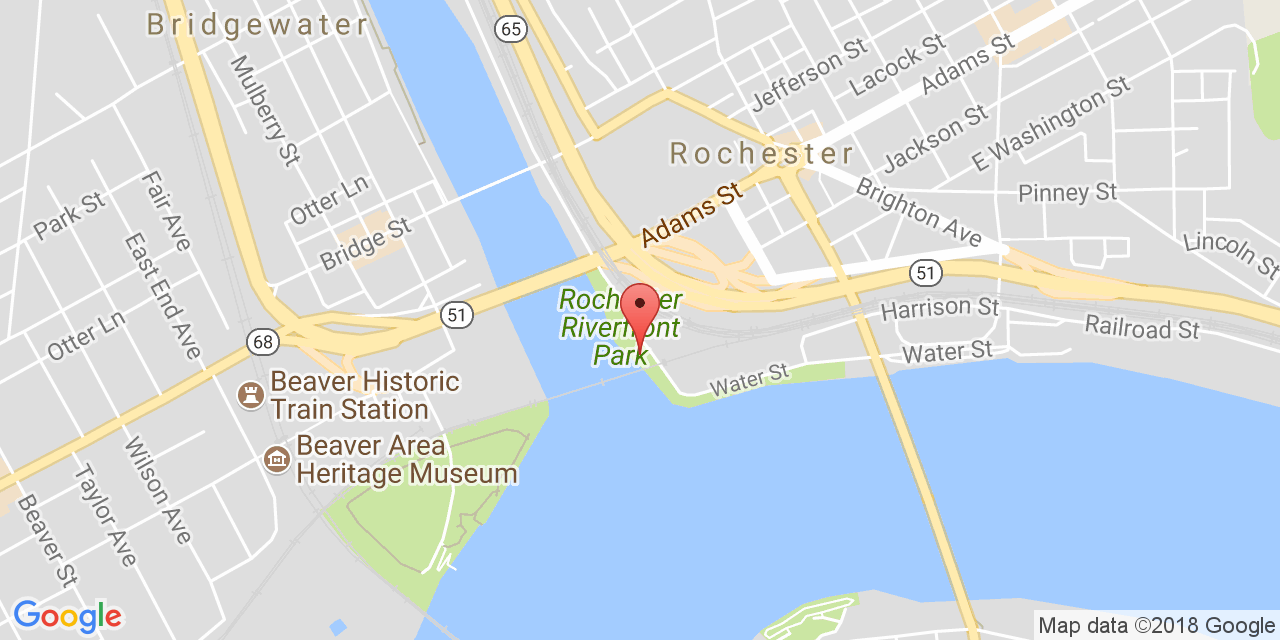 Bridgewater
65
Jefferson St
Lacock St
Adams St
Mulberry St
Jackson St
E Washington St
Rochester
Park St
Fair Ave
Otter Ln
Bridge St
Adams St
Brighton Ave
Pinney St
Lincoln St
East End Ave
51
Rochester
Riverfront
Park
51
Harrison St
Railroad St
Otter Ln
68
Water St
Water St
Beaver Historic
Train Station
Beaver Area
Heritage Museum
Wilson Ave
Taylor Ave
Beaver St
Google
Map data ©2018 Google